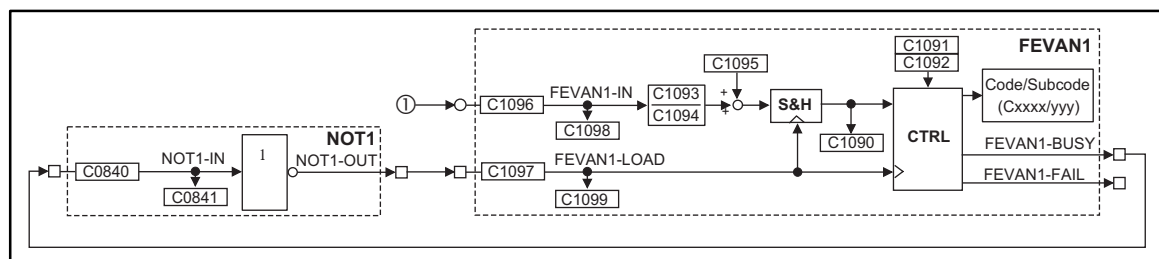 FEVAN1
C1091
C1092
C1095
Code/Subcode
(Cxxxx/yyy)
FEVAN1-IN
C1093
C1094
+
+
1
C1096
S&H
C1098
C1090
CTRL
NOT1
FEVAN1-BUSY
NOT1-IN
1
NOT1-OUT
FEVAN1-LOAD
C0840
C1097
FEVAN1-FAIL
C0841
C1099